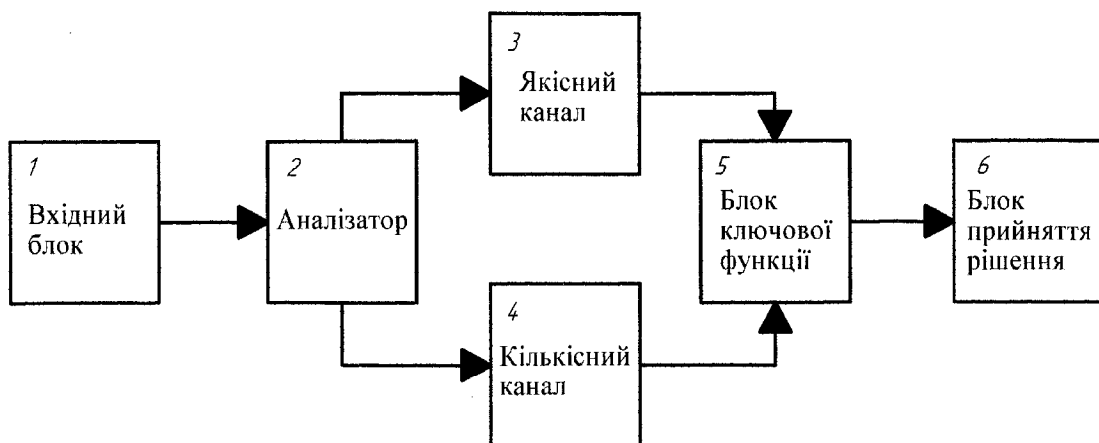 1
Вхідний
блок
2
Аналізатор
3
Якісний
канал
4
Кількісний
канал
5
Блок
ключової
функції
6
Блок
прийняття
рішення